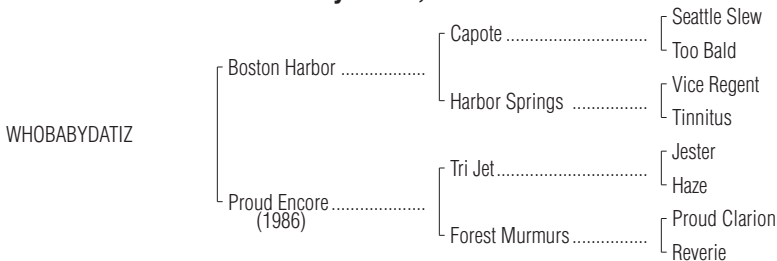 WHOBABYDATIZ
Boston Harbor ..................
Proud Encore ....................
(1986)
Capote ..............................
Harbor Springs ................
Tri Jet ................................
Forest Murmurs ................
Seattle Slew
Too Bald
Vice Regent
Tinnitus
Jester
Haze
Proud Clarion
Reverie